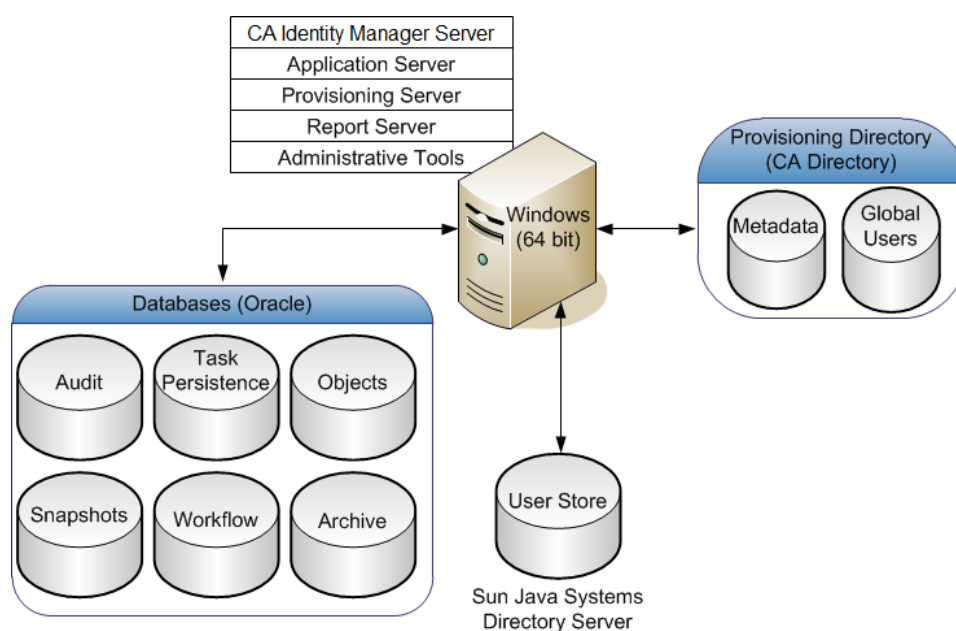 CA Identity Manager Server
Application Server
Provisioning Server
Report Server
Administrative Tools
Windows
(64 bit)
Provisioning Directory
(CA Directory)
Metadata
Global
Users
Databases (Oracle)
Audit
Task
Persistence
Objects
Snapshots
Workflow
Archive
User Store
Sun Java Systems
Directory Server